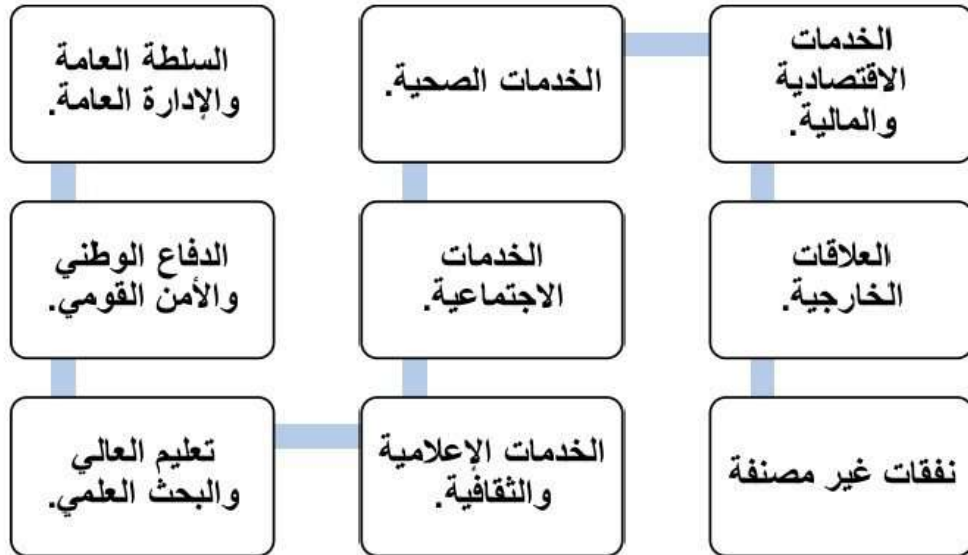 السلطة العامة
والإدارة العامة.
الدفاع الوطني
والأمن القومي.
تعليم العالي
والبحث العلمي.
الخدمات الإعلامية
والثقافية.
الخدمات
الاجتماعية.
الخدمات الصحية.
الخدمات
الاقتصادية
والمالية.
العلاقات
الخارجية.
نفقات غير مصنفة